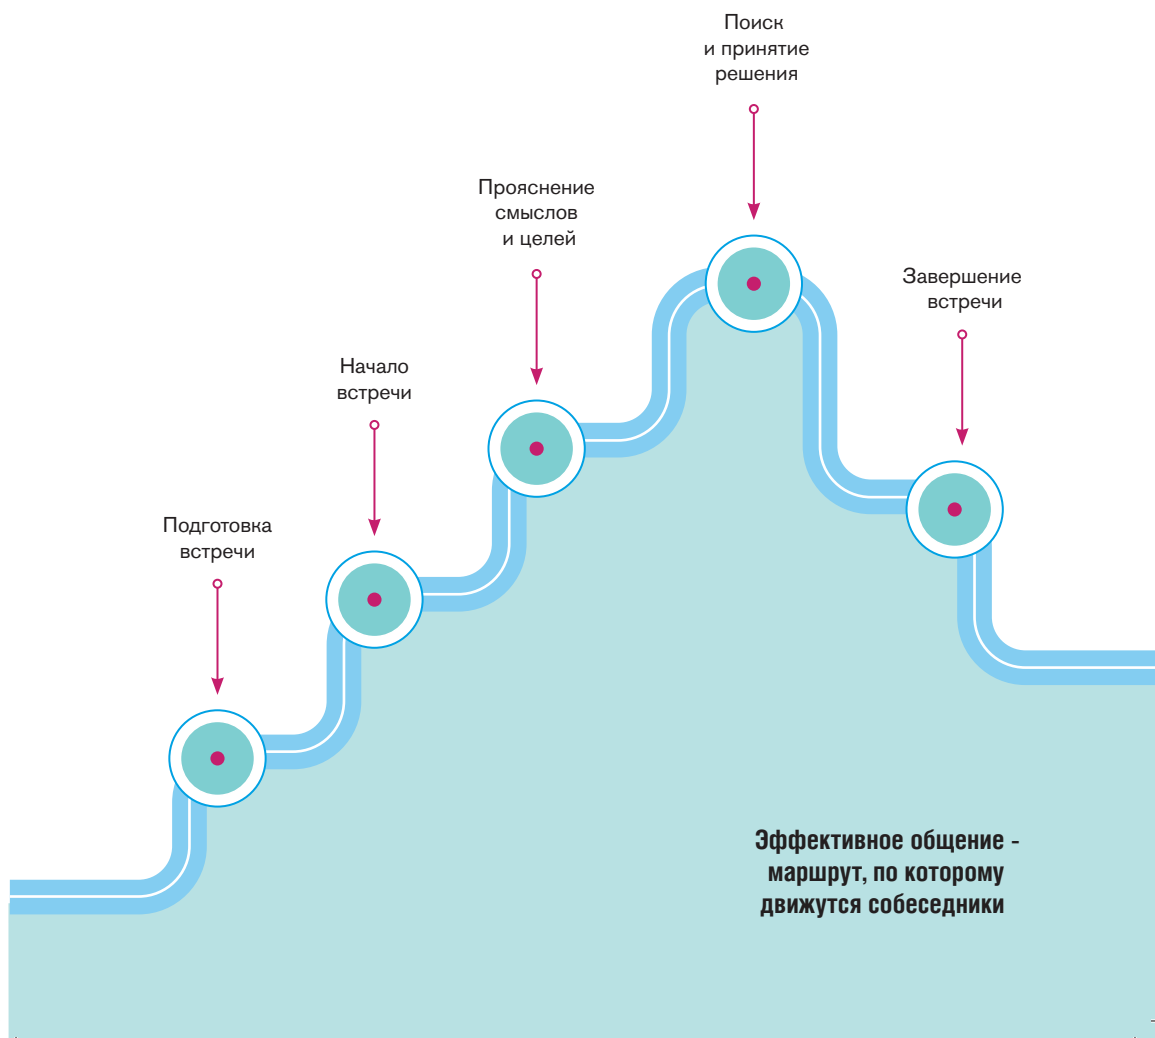 Поиск
и принятие
решения
Прояснение
смыслов
и целей
Завершение
встречи
Начало
встречи
Подготовка
встречи
Эффективное общение -
маршрут, по которому
движутся собеседники